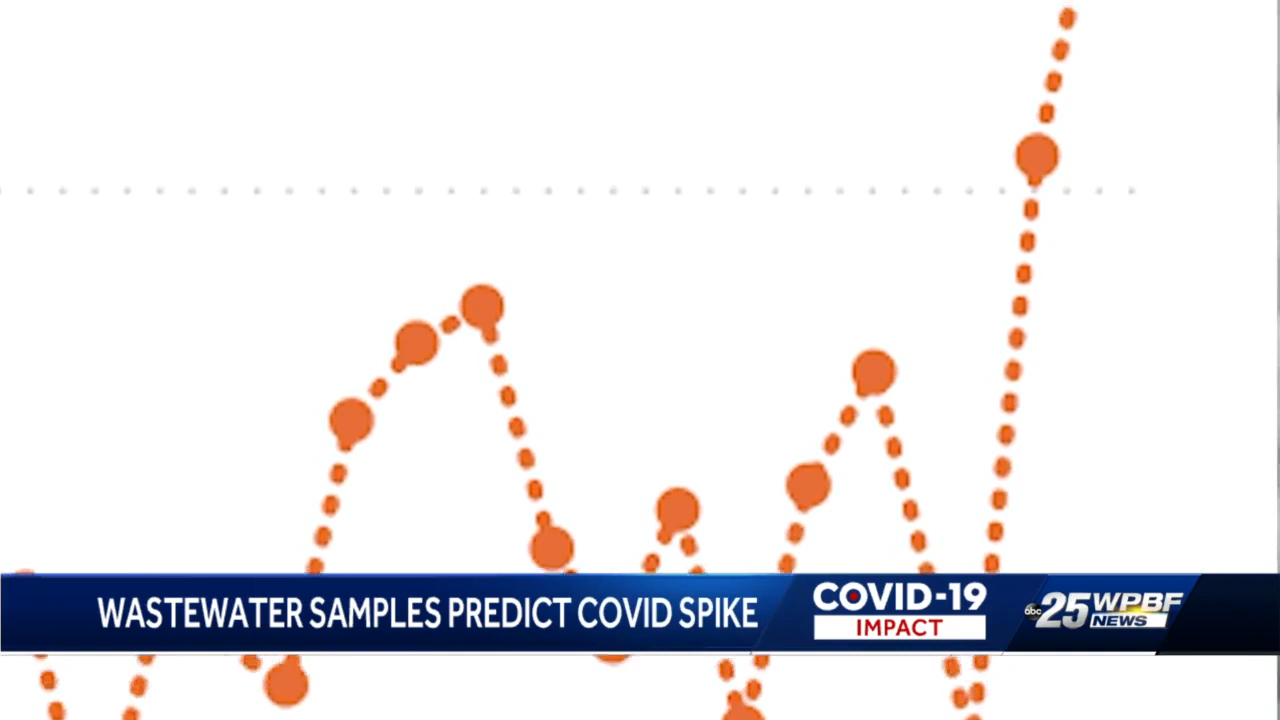 WASTEWATER SAMPLES PREDICT COVID SPIKE
COVID-19
IMPACT
abc 25 WPBF
NEWS